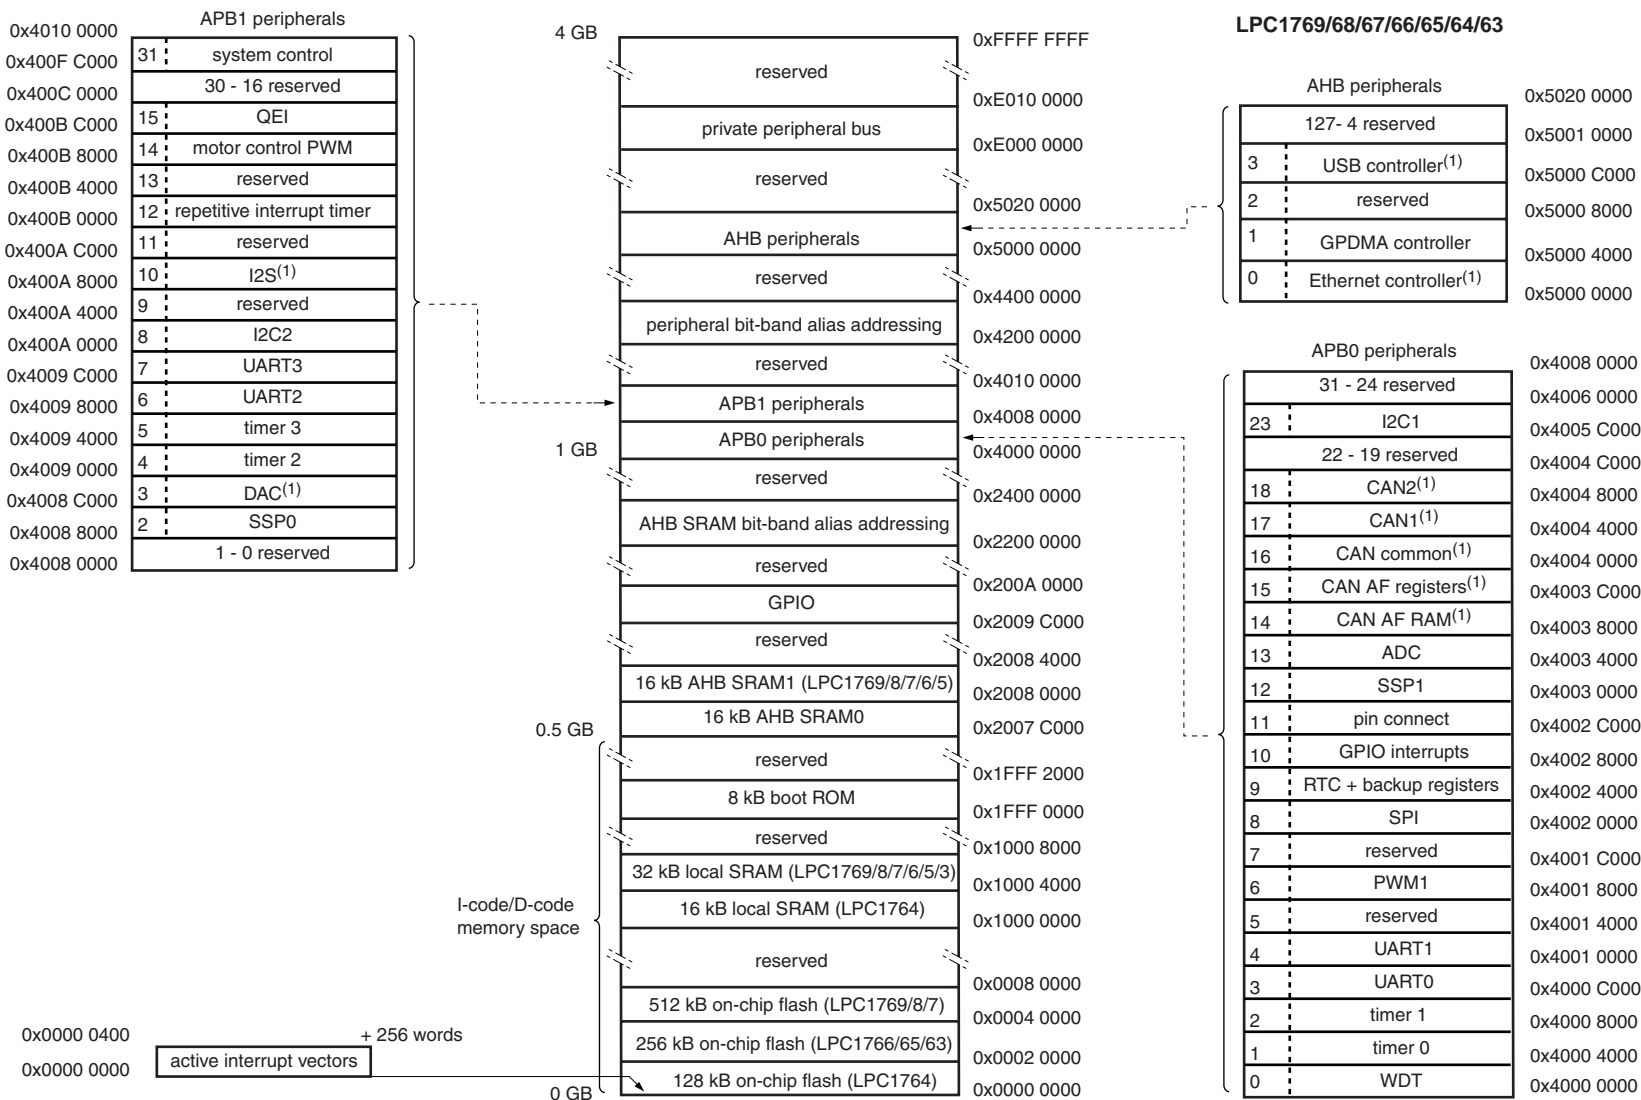 APB1 peripherals
0x4010 0000
31 system control
0x400F C000
30 - 16 reserved
0x400C 0000
15 QEI
0x400B C000
14 motor control PWM
0x400B 8000
13 reserved
0x400B 4000
12 repetitive interrupt timer
0x400B 0000
11 reserved
0x400A C000
10 I2S(1)
0x400A 8000
9 reserved
0x400A 4000
8 I2C2
0x400A 0000
7 UART3
0x4009 C000
6 UART2
0x4009 8000
5 timer 3
0x4009 4000
4 timer 2
0x4009 0000
3 DAC(1)
0x4008 C000
2 SSP0
0x4008 8000
1 - 0 reserved
0x4008 0000
0x0000 0400
+ 256 words
active interrupt vectors
0x0000 0000
4 GB
0xFFFF FFFF
reserved
0xE010 0000
private peripheral bus
0xE000 0000
reserved
0x5020 0000
AHB peripherals
0x5000 0000
reserved
0x4400 0000
peripheral bit-band alias addressing
0x4200 0000
reserved
0x4010 0000
APB1 peripherals
0x4008 0000
APB0 peripherals
1 GB
0x4000 0000
reserved
0x2400 0000
AHB SRAM bit-band alias addressing
0x2200 0000
reserved
0x200A 0000
GPIO
0x2009 C000
reserved
0x2008 4000
16 kB AHB SRAM1 (LPC1769/8/7/6/5)
0x2008 0000
16 kB AHB SRAM0
0x2007 C000
0.5 GB
reserved
0x1FFF 2000
8 kB boot ROM
0x1FFF 0000
reserved
0x1000 8000
32 kB local SRAM (LPC1769/8/7/6/5/3)
0x1000 4000
16 kB local SRAM (LPC1764)
0x1000 0000
I-code/D-code
memory space
reserved
0x0008 0000
512 kB on-chip flash (LPC1769/8/7)
0x0004 0000
256 kB on-chip flash (LPC1766/65/63)
0x0002 0000
128 kB on-chip flash (LPC1764)
0x0000 0000
0 GB
LPC1769/68/67/66/65/64/63
AHB peripherals
0x5020 0000
127- 4 reserved
0x5001 0000
3 USB controller(1)
0x5000 C000
2 reserved
0x5000 8000
1 GPDMA controller
0x5000 4000
0 Ethernet controller(1)
0x5000 0000
APB0 peripherals
0x4008 0000
31 - 24 reserved
0x4006 0000
23 I2C1
0x4005 C000
22 - 19 reserved
0x4004 C000
18 CAN2(1)
0x4004 8000
17 CAN1(1)
0x4004 4000
16 CAN common(1)
0x4004 0000
15 CAN AF registers(1)
0x4003 C000
14 CAN AF RAM(1)
0x4003 8000
13 ADC
0x4003 4000
12 SSP1
0x4003 0000
11 pin connect
0x4002 C000
10 GPIO interrupts
0x4002 8000
9 RTC + backup registers
0x4002 4000
8 SPI
0x4002 0000
7 reserved
0x4001 C000
6 PWM1
0x4001 8000
5 reserved
0x4001 4000
4 UART1
0x4001 0000
3 UART0
0x4000 C000
2 timer 1
0x4000 8000
1 timer 0
0x4000 4000
0 WDT
0x4000 0000